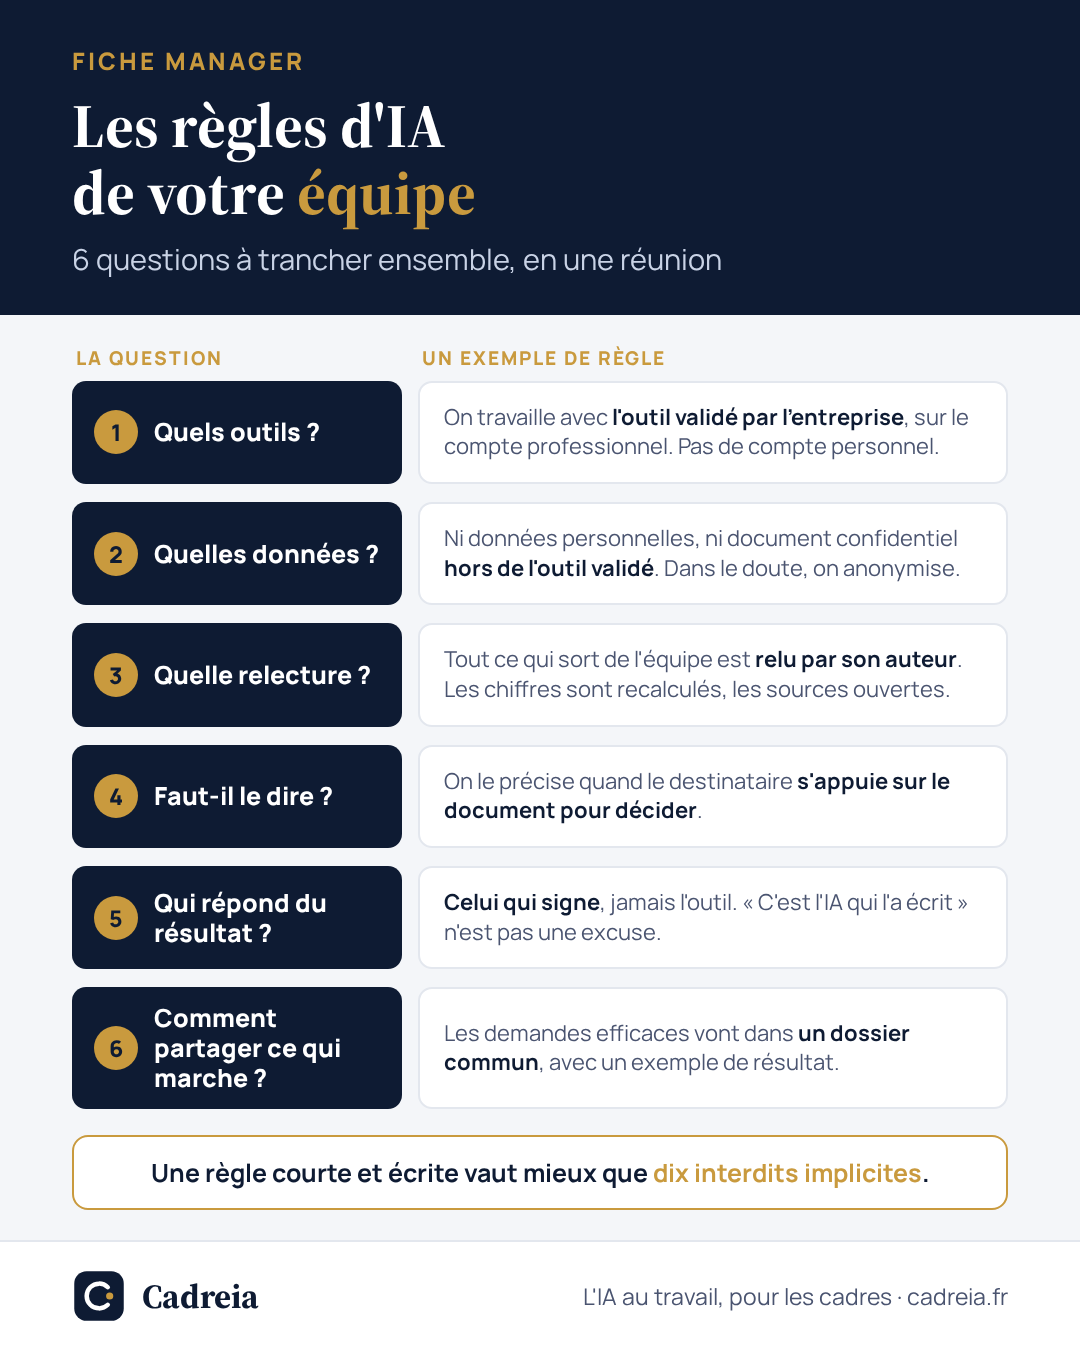 FICHE MANAGER
Les règles d'IA
de votre équipe
6 questions à trancher ensemble, en une réunion
LA QUESTION
UN EXEMPLE DE RÈGLE
1
Quels outils ?
On travaille avec l'outil validé par l’entreprise, sur le
compte professionnel. Pas de compte personnel.
2
Quelles données ?
Ni données personnelles, ni document confidentiel
hors de l'outil validé. Dans le doute, on anonymise.
3
Quelle relecture ?
Tout ce qui sort de l'équipe est relu par son auteur.
Les chiffres sont recalculés, les sources ouvertes.
4
Faut-il le dire ?
On le précise quand le destinataire s'appuie sur le
document pour décider.
5
Qui répond du
résultat ?
Celui qui signe, jamais l'outil. « C'est l'IA qui l'a écrit »
n'est pas une excuse.
6
Comment
partager ce qui
marche ?
Les demandes efficaces vont dans un dossier
commun, avec un exemple de résultat.
Une règle courte et écrite vaut mieux que dix interdits implicites.
Cadreia
L'IA au travail, pour les cadres · cadreia.fr